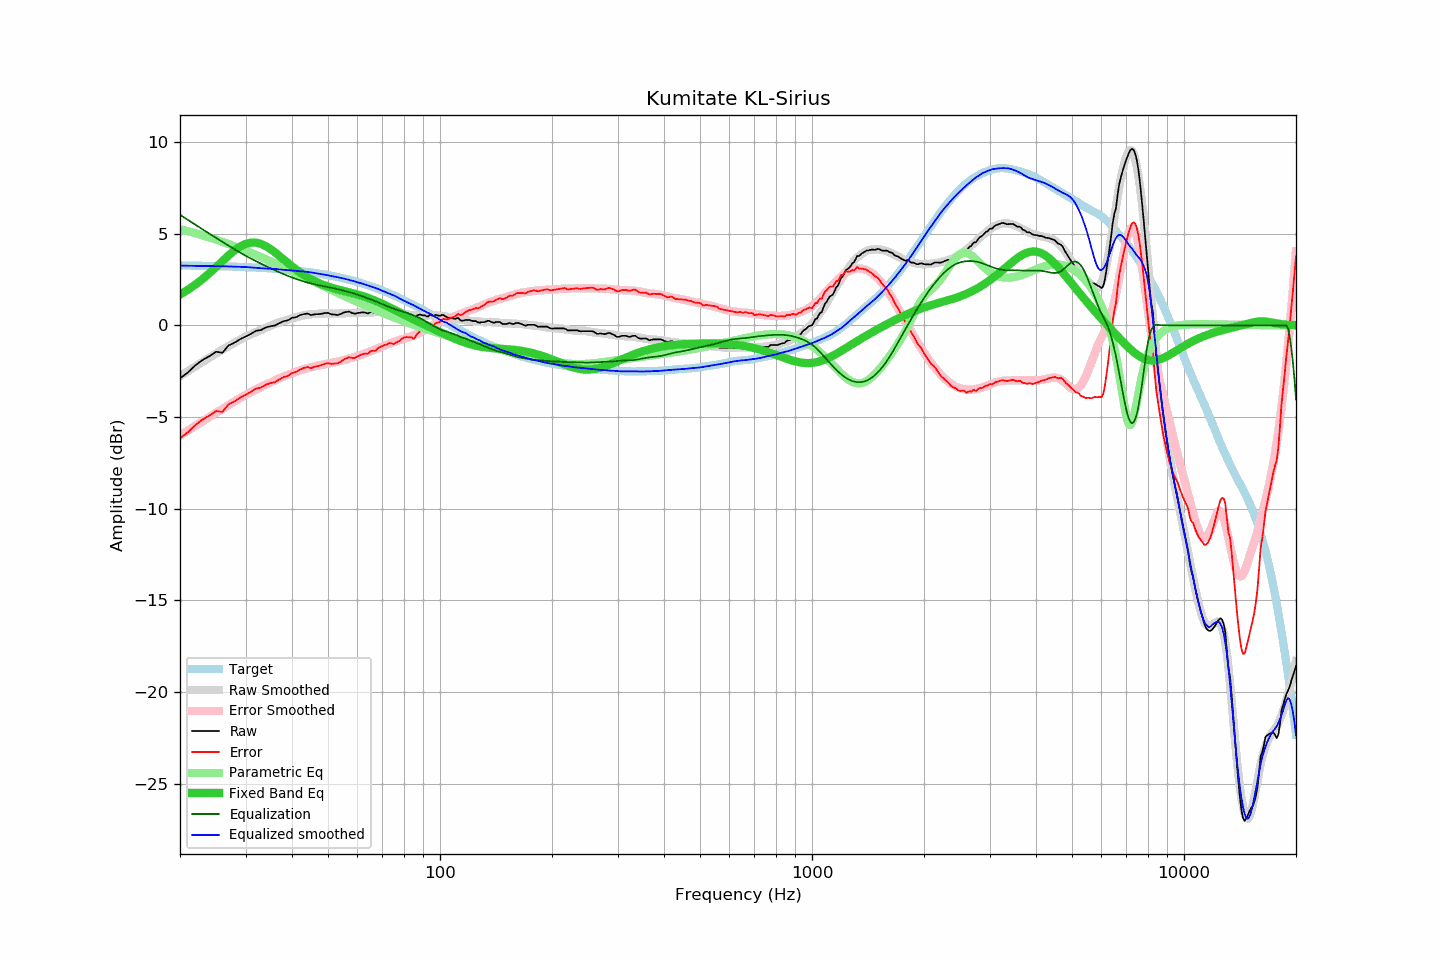 Kumitate KL-Sirius
Amplitude (dBr)
10
5
0
−5
−10
−15
−20
−25
Target
Raw Smoothed
Error Smoothed
Raw
Error
Parametric Eq
Fixed Band Eq
Equalization
Equalized smoothed
100
1000
10000
Frequency (Hz)